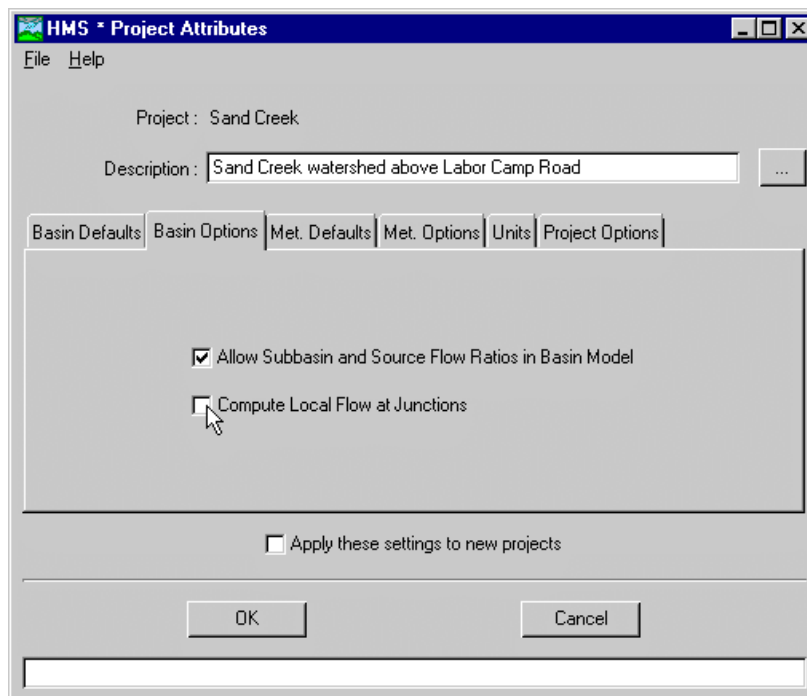 HMS * Project Attributes
File Help
Project : Sand Creek
Description : Sand Creek watershed above Labor Camp Road ...
Basin Defaults Basin Options Met. Defaults Met. Options Units Project Options
Allow Subbasin and Source Flow Ratios in Basin Model
Compute Local Flow at Junctions
Apply these settings to new projects
OK Cancel